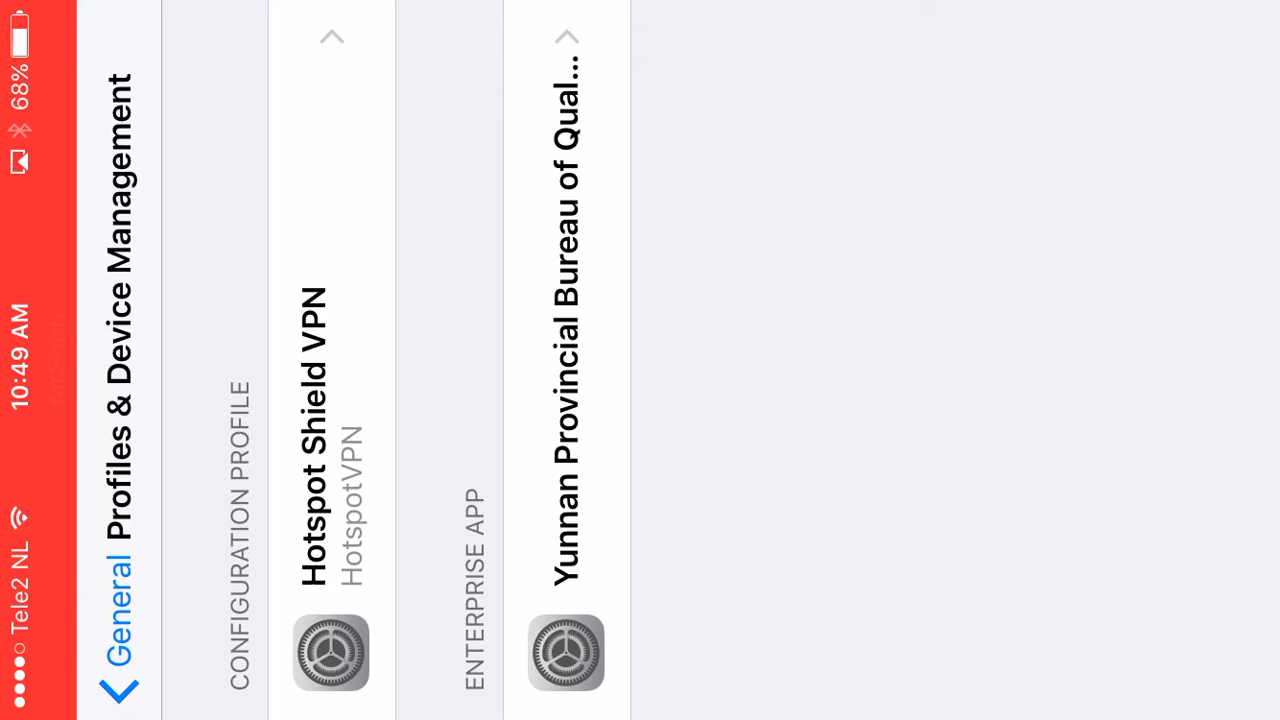 Tele2 NL 10:49 AM 68%
General Profiles & Device Management
CONFIGURATION PROFILE
Hotspot Shield VPN
HotspotVPN
ENTERPRISE APP
Yunnan Provincial Bureau of Qual...